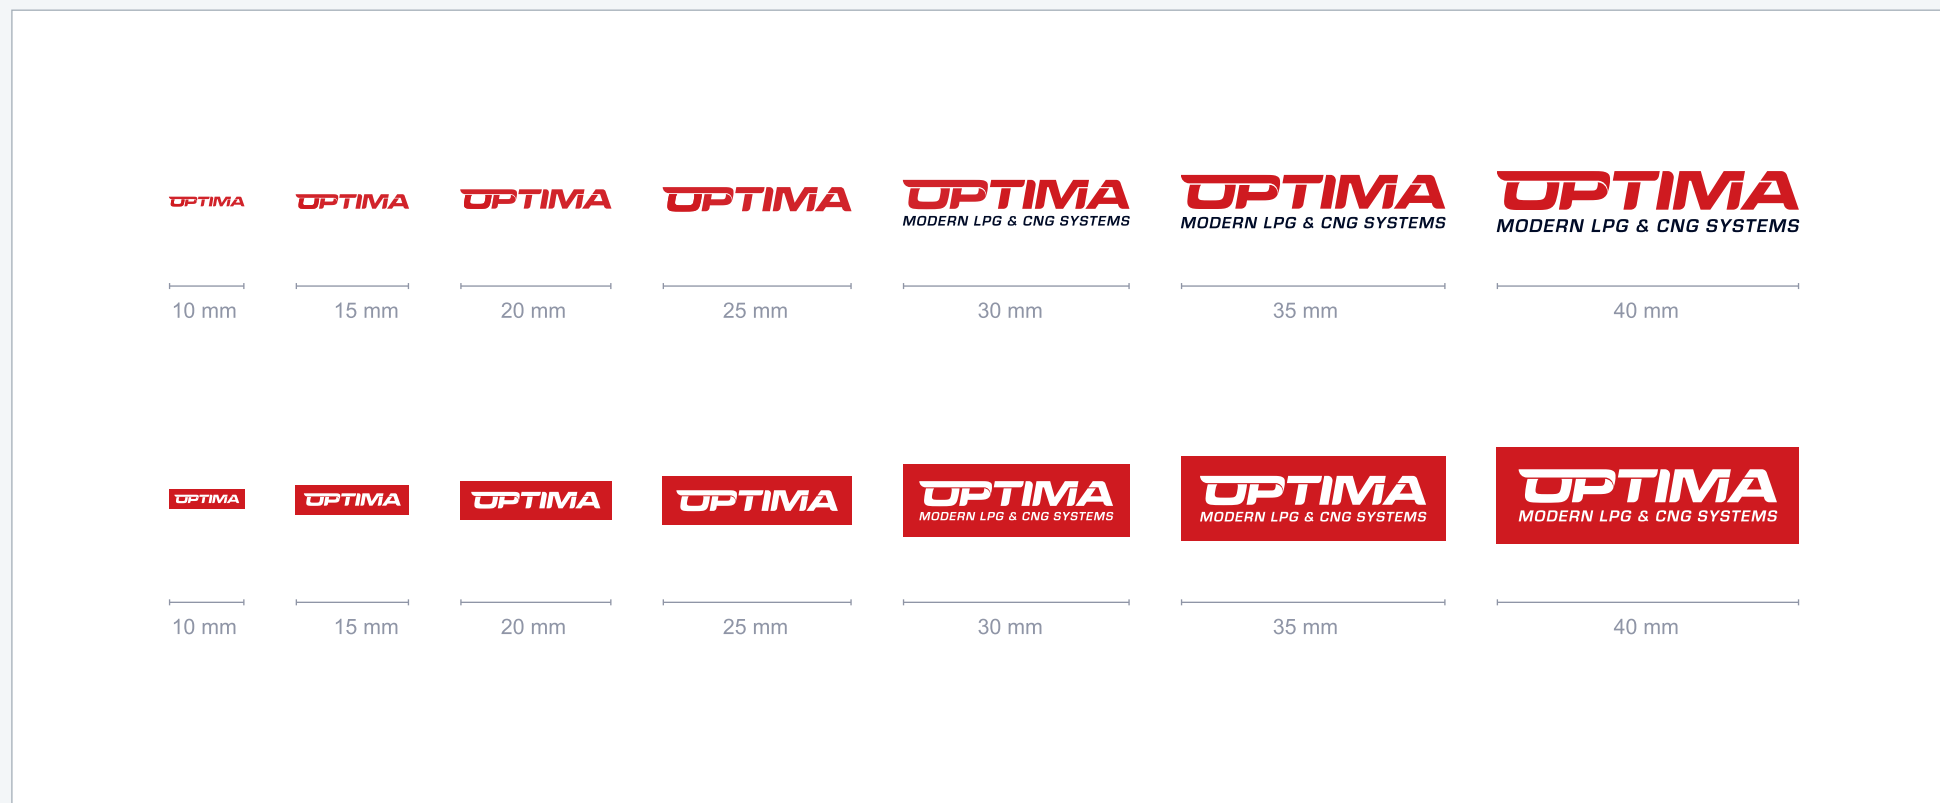 OPTIMA OPTIMA OPTIMA OPTIMA OPTIMA OPTIMA OPTIMA
MODERN LPG & CNG SYSTEMS MODERN LPG & CNG SYSTEMS MODERN LPG & CNG SYSTEMS
10 mm 15 mm 20 mm 25 mm 30 mm 35 mm 40 mm
OPTIMA OPTIMA OPTIMA OPTIMA OPTIMA OPTIMA OPTIMA
MODERN LPG & CNG SYSTEMS MODERN LPG & CNG SYSTEMS MODERN LPG & CNG SYSTEMS
10 mm 15 mm 20 mm 25 mm 30 mm 35 mm 40 mm